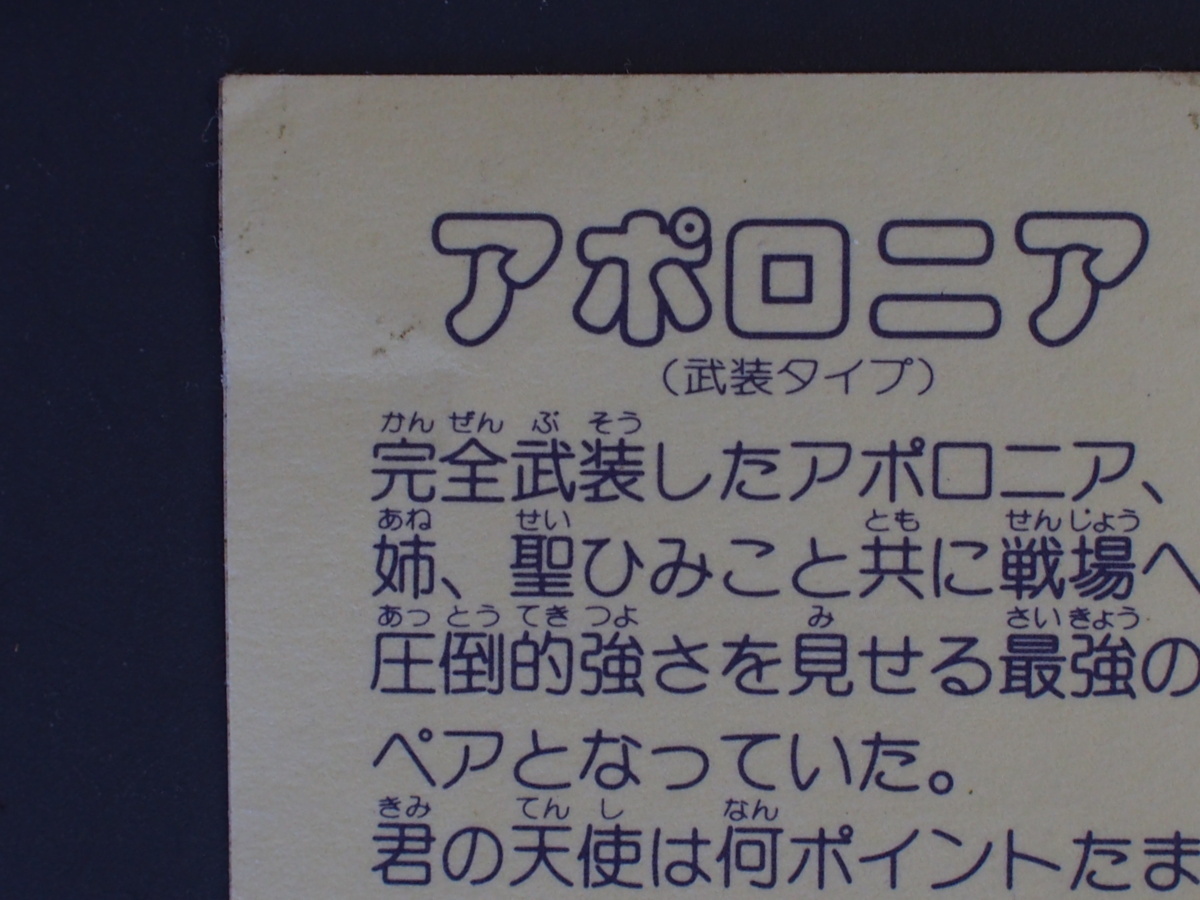 アポロニア
(武装タイプ)
かん ぜん ぶ そう
完全武装したアポロニア、
あね せい とも せんじょう
姉、聖ひみこと共に戦場へ
あっ とう てき つよ み さい きょう
圧倒的強さを見せる最強の
ペアとなっていた。
きみ てん し なん
君の天使は何ポイントたま